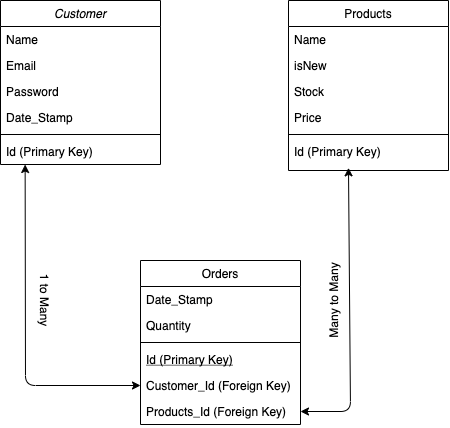 Customer
Name
Email
Password
Date_Stamp
Id (Primary Key)
Products
Name
isNew
Stock
Price
Id (Primary Key)
1 to Many
Many to Many
Orders
Date_Stamp
Quantity
Id (Primary Key)
Customer_Id (Foreign Key)
Products_Id (Foreign Key)